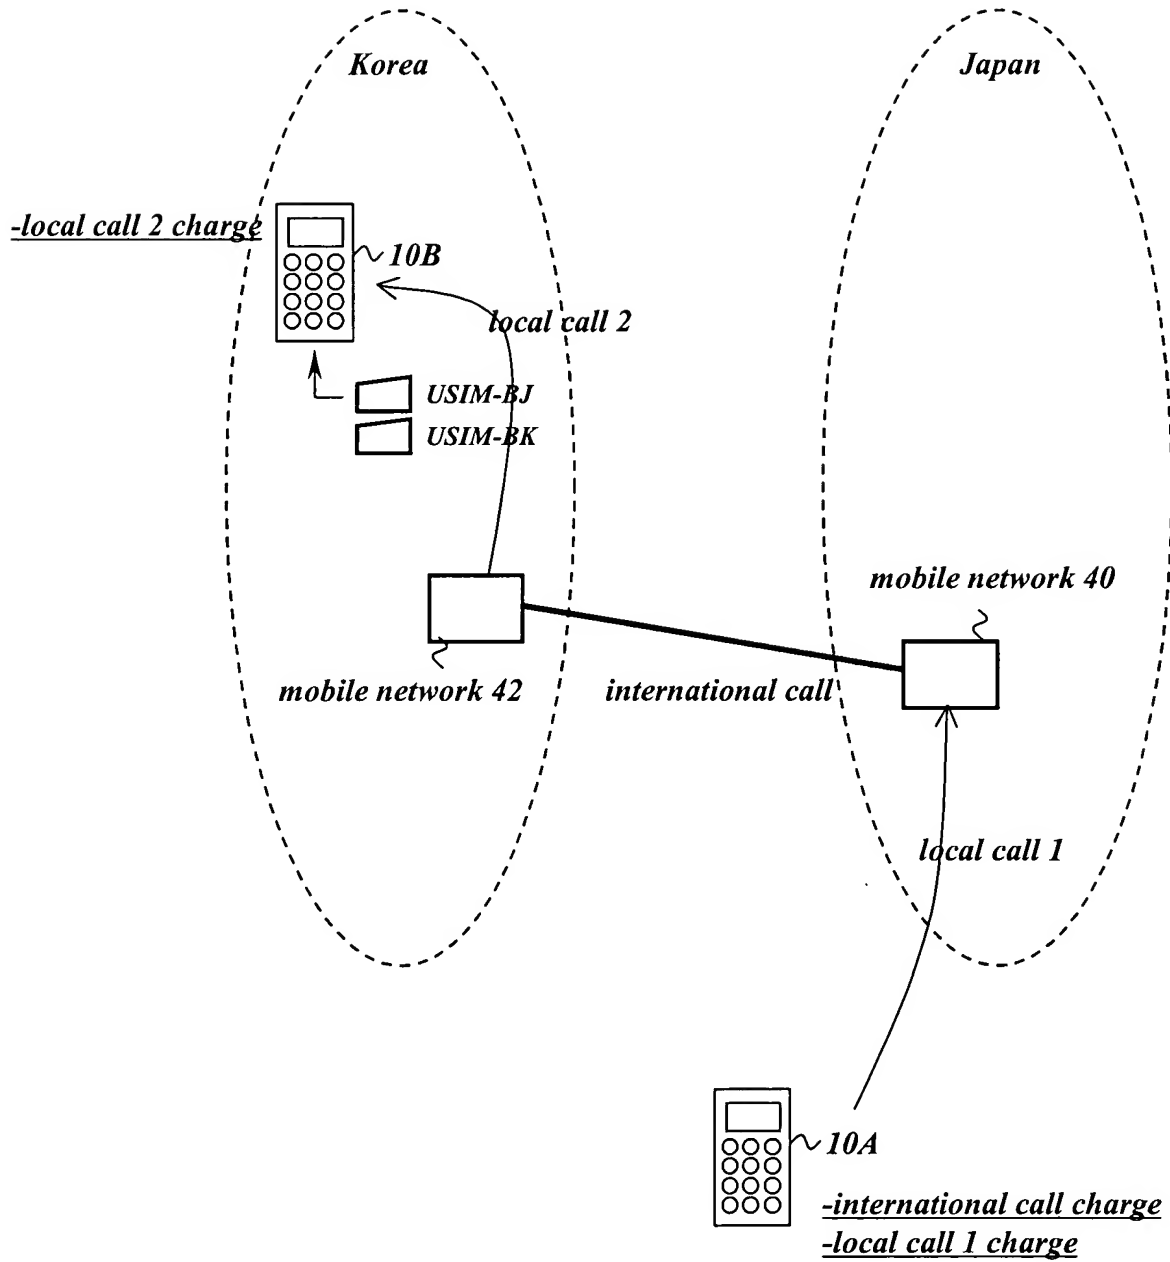 Korea
Japan
-local call 2 charge
10B
local call 2
USIM-BJ
USIM-BK
mobile network 40
mobile network 42
international call
local call 1
10A
-international call charge
-local call 1 charge